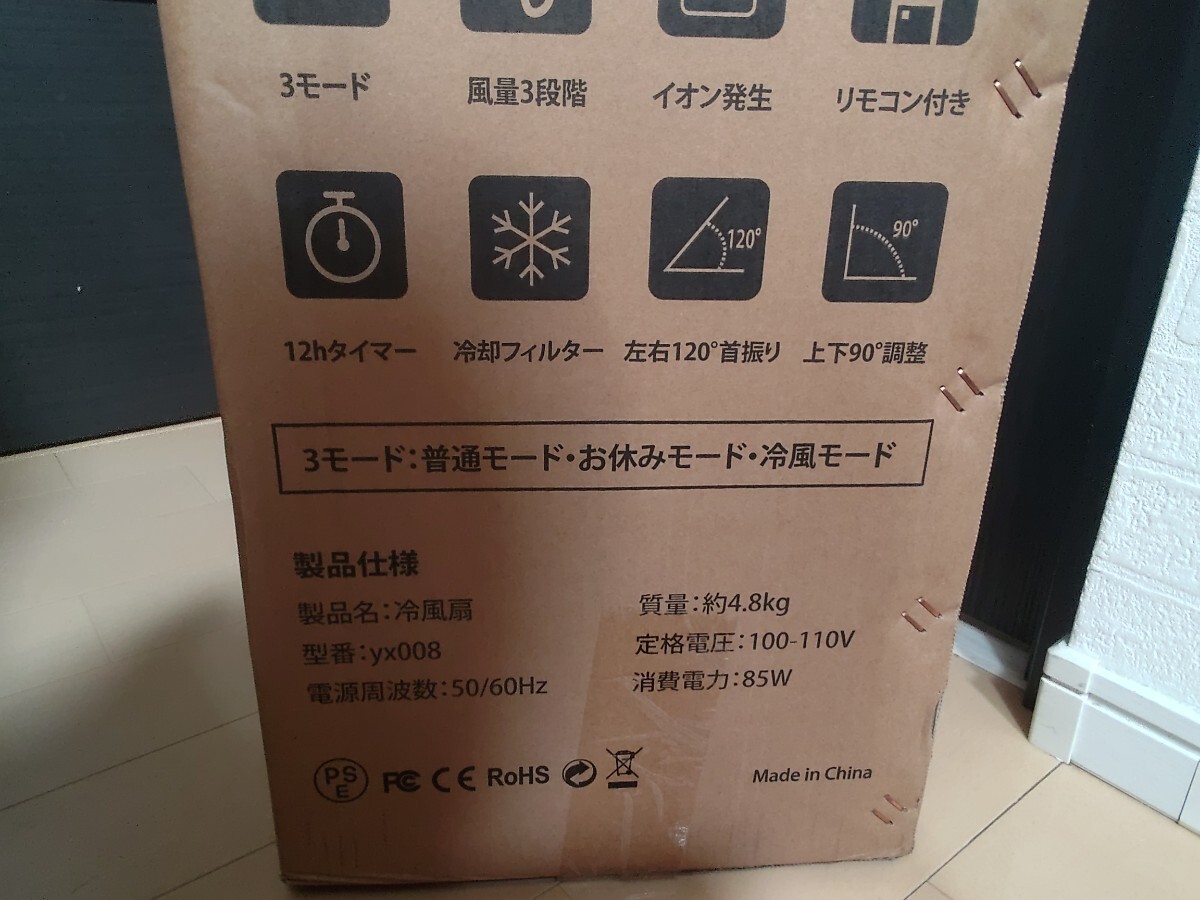 3モード 風量3段階 イオン発生 リモコン付き
120° 90°
12hタイマー 冷却フィルター 左右120°首振り 上下90°調整
3モード：普通モード・お休みモード・冷風モード
製品仕様
製品名：冷風扇 質量：約4.8kg
型番：yx008 定格電圧：100-110V
電源周波数：50/60Hz 消費電力：85W
PSE FC CE RoHS Made in China